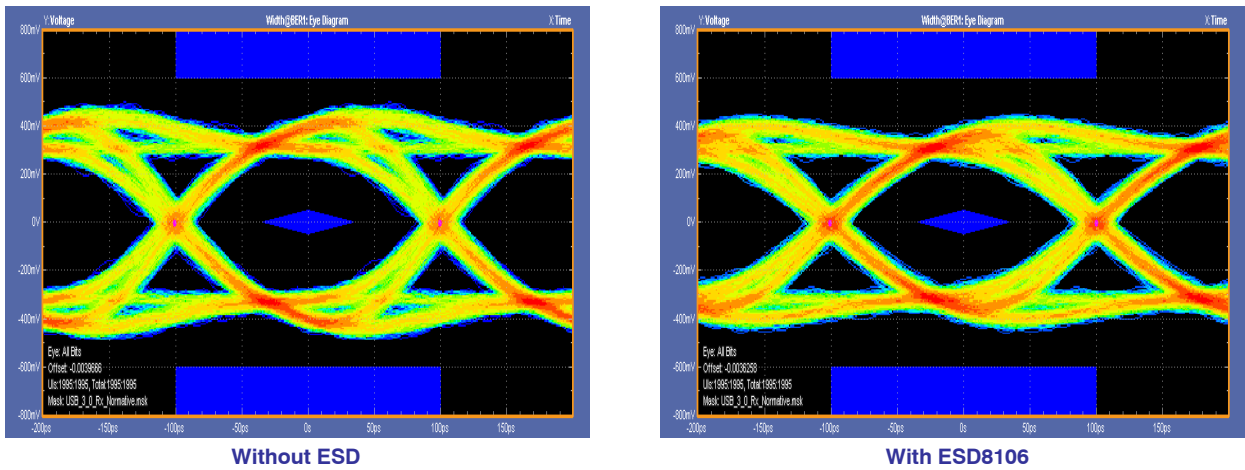 Y:Voltage Width@BER1: Eye Diagram X:Time
800mV
600mV
400mV
200mV
0V
-200mV
-400mV
-600mV
-800mV
Eye: All Bits
Offset: -0.0039666
UIs:1995:1995, Total:1995:1995
Mask: USB_3_0_Rx_Normative.msk
-200ps -150ps -100ps -50ps 0s 50ps 100ps 150ps
Without ESD
Y:Voltage Width@BER1: Eye Diagram X:Time
800mV
600mV
400mV
200mV
0V
-200mV
-400mV
-600mV
-800mV
Eye: All Bits
Offset: -0.0036258
UIs:1995:1995, Total:1995:1995
Mask: USB_3_0_Rx_Normative.msk
-200ps -150ps -100ps -50ps 0s 50ps 100ps 150ps
With ESD8106